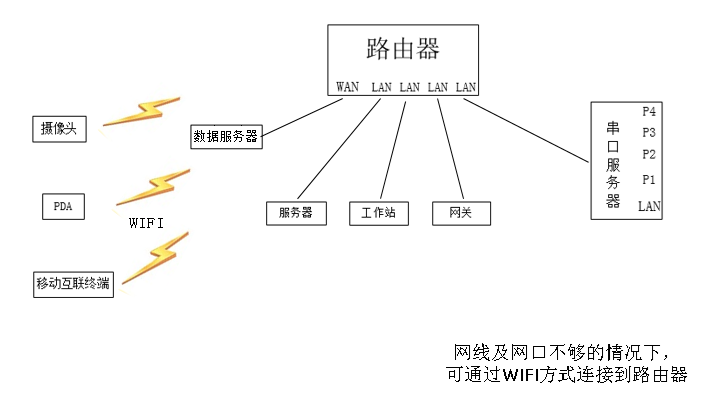 路由器
WAN LAN LAN LAN LAN
摄像头
数据服务器
串口服务器
P4
P3
P2
P1
LAN
PDA
WIFI
服务器
工作站
网关
移动互联终端
网线及网口不够的情况下,
可通过WIFI方式连接到路由器